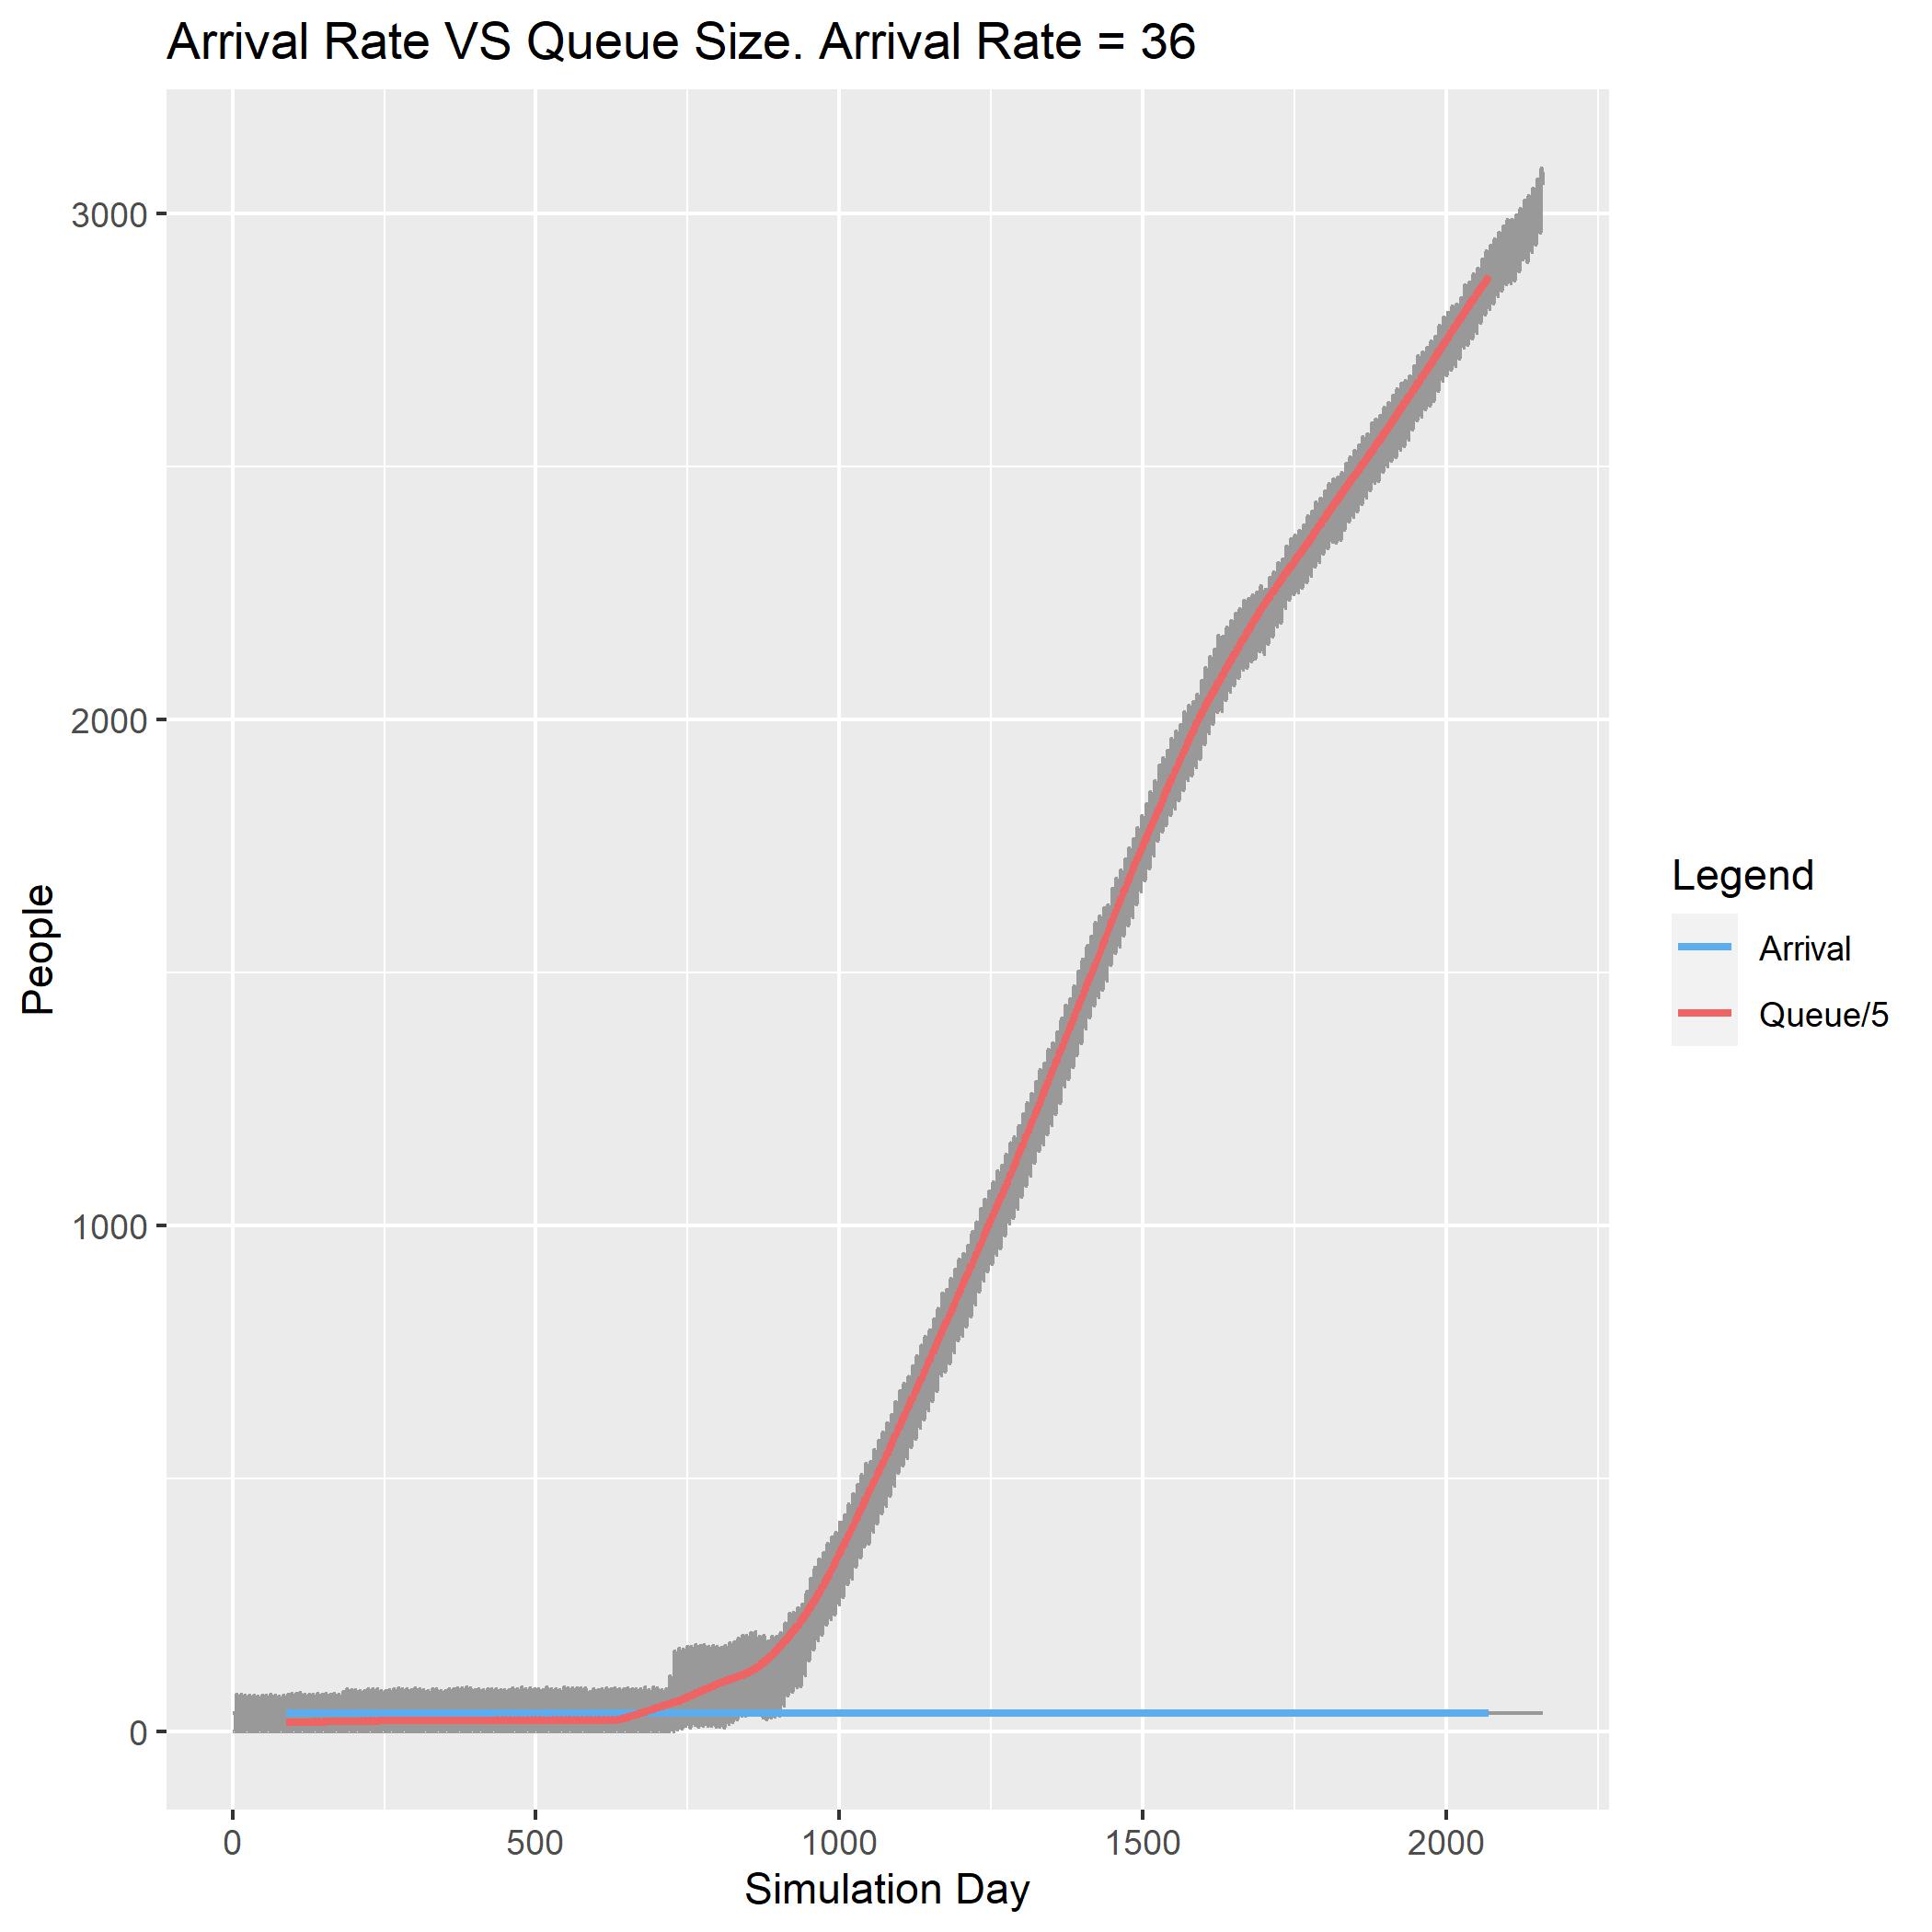 Arrival Rate VS Queue Size. Arrival Rate = 36
3000
2000
1000
0
People
0 500 1000 1500 2000
Simulation Day
Legend
Arrival
Queue/5